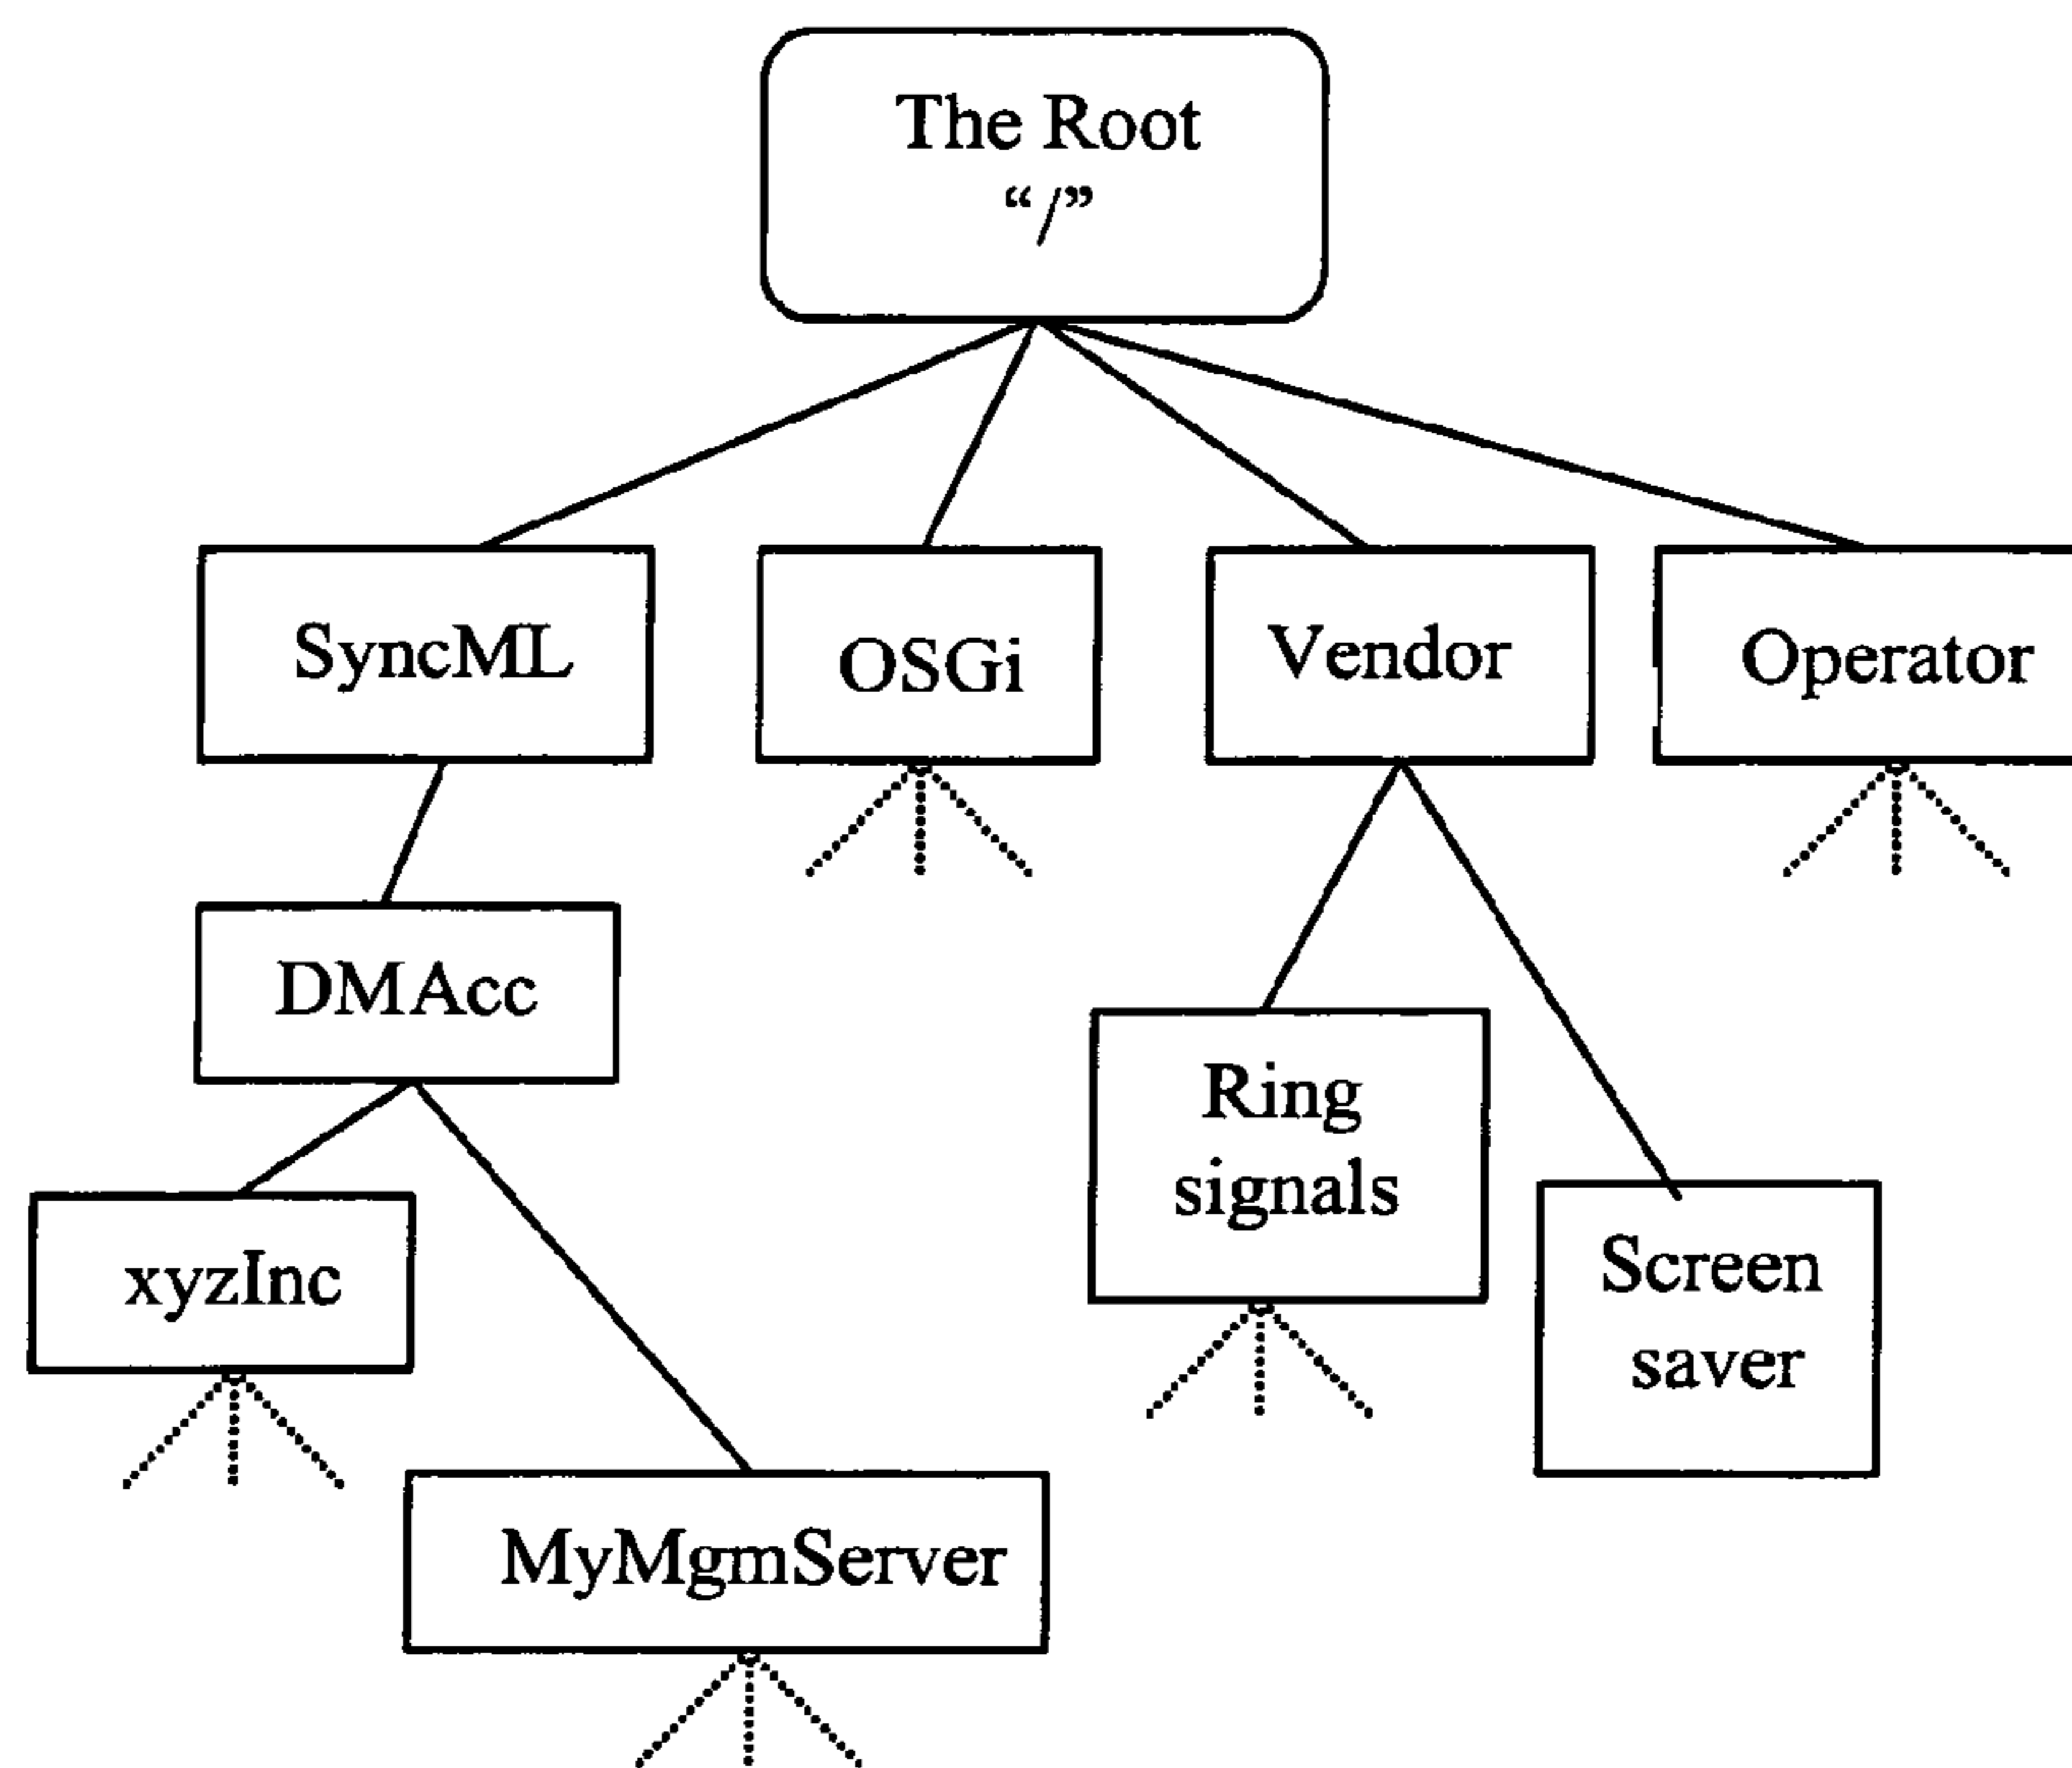 The Root
“/”
SyncML
OSGi
Vendor
Operator
DMAcc
Ring
signals
xyzInc
Screen
saver
MyMgmServer